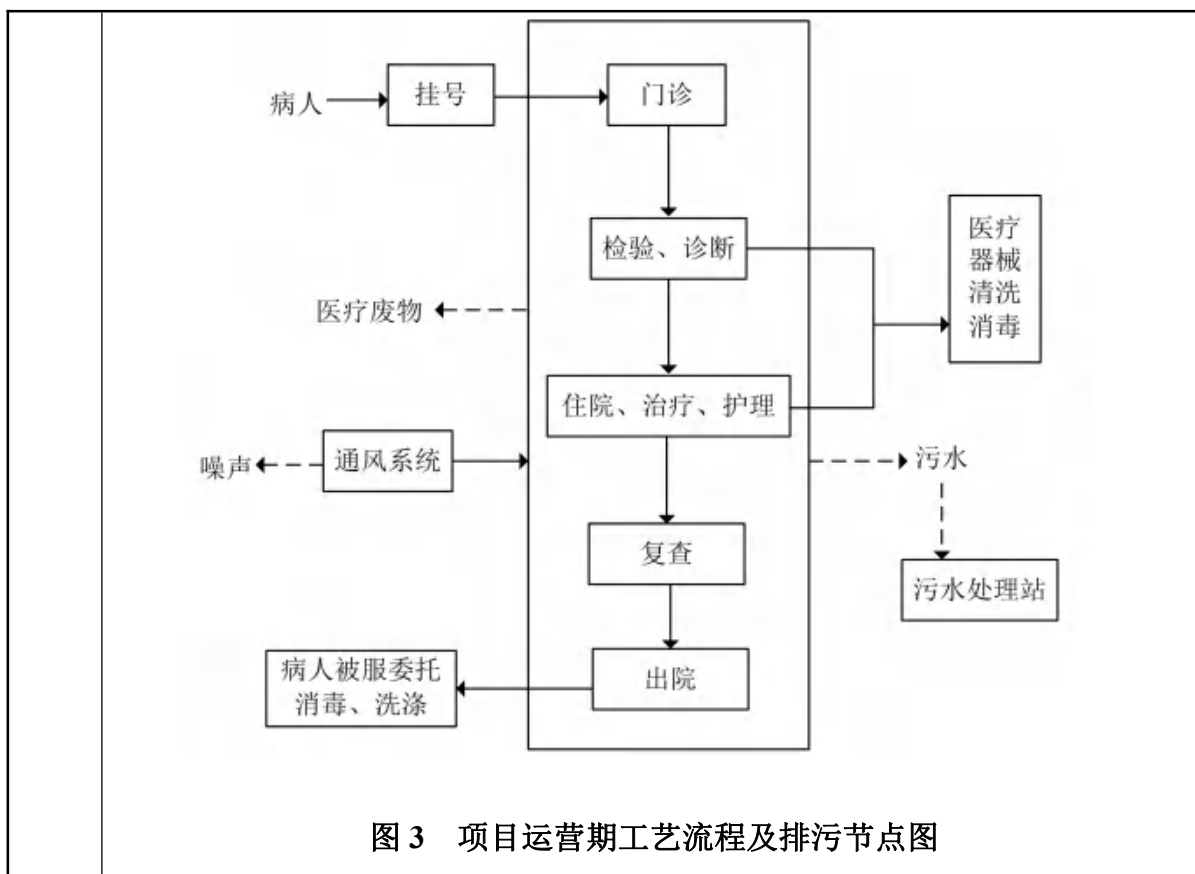 病人
挂号
门诊
检验、诊断
医疗
器械
清洗
消毒
医疗废物
住院、治疗、护理
噪声
通风系统
污水
复查
污水处理站
病人被服委托
消毒、洗涤
出院
图 3 项目运营期工艺流程及排污节点图